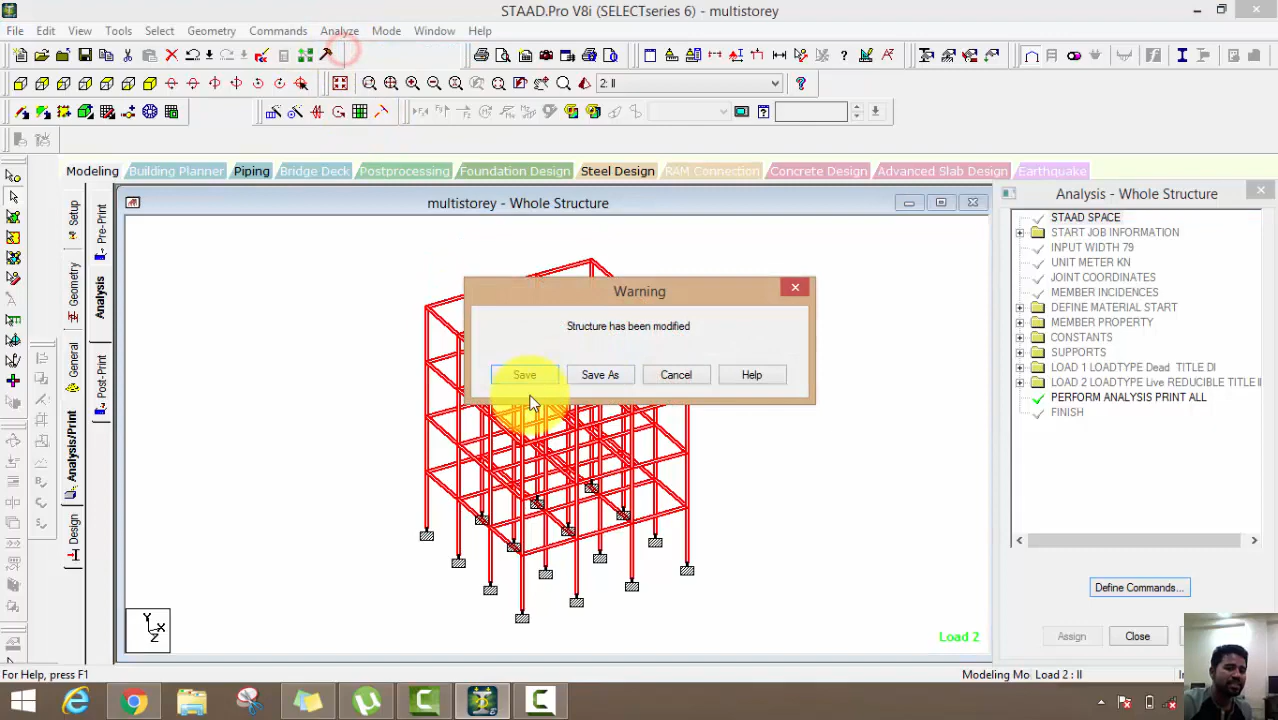 STAAD.Pro V8i (SELECTseries 6) - multistorey
File Edit View Tools Select Geometry Commands Analyze Mode Window Help
2: ll
Modeling Building Planner Piping Bridge Deck Postprocessing Foundation Design Steel Design RAM Connection Concrete Design Advanced Slab Design Earthquake
Setup
Geometry
General
Analysis/Print
Design
Pre-Print
Analysis
Post-Print
multistorey - Whole Structure
Warning
Structure has been modified
Save Save As Cancel Help
Y
X
Z
Load 2
Analysis - Whole Structure
STAAD SPACE
START JOB INFORMATION
INPUT WIDTH 79
UNIT METER KN
JOINT COORDINATES
MEMBER INCIDENCES
DEFINE MATERIAL START
MEMBER PROPERTY
CONSTANTS
SUPPORTS
LOAD 1 LOADTYPE Dead TITLE Dl
LOAD 2 LOADTYPE Live REDUCIBLE TITLE ll
PERFORM ANALYSIS PRINT ALL
FINISH
Define Commands...
Assign Close
For Help, press F1
Modeling Mo Load 2 : ll